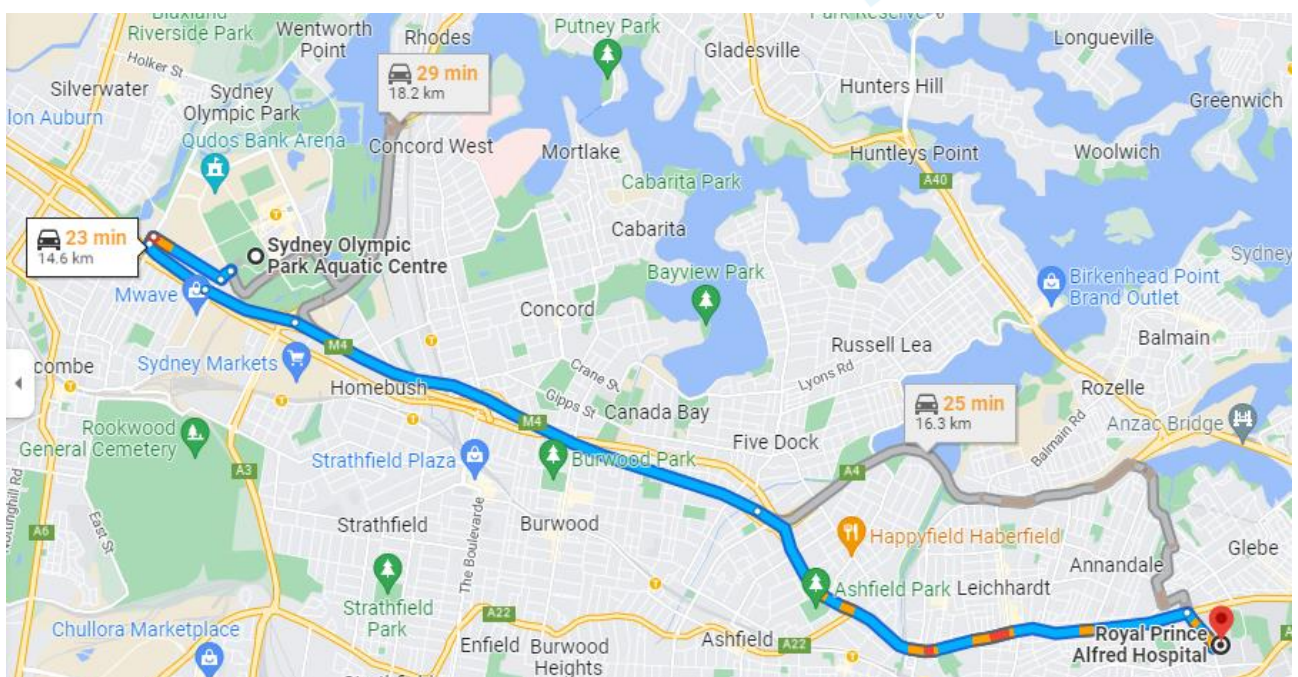 Blaxland
Riverside Park
Wentworth
Point
Rhodes
Putney Park
Gladesville
Longueville
Holker St
29 min
18.2 km
Hunters Hill
Silverwater
Sydney
Olympic Park
Greenwich
lon Auburn
Qudos Bank Arena
Concord West
Mortlake
Huntleys Point
Woolwich
Cabarita Park
A40
23 min
14.6 km
Sydney Olympic
Park Aquatic Centre
Cabarita
Sydney
Bayview Park
Birkenhead Point
Brand Outlet
Mwave
Concord
M4
Russell Lea
Balmain
combe
Sydney Markets
Crane St
Lyons Rd
Homebush
Gipps St
Canada Bay
25 min
16.3 km
Rozelle
Rookwood
General Cemetery
M4
Five Dock
Balmain Rd
Anzac Bridge
A3
Strathfield Plaza
Burwood Park
A4
Strathfield
The Boulevarde
Burwood
Happyfield Haberfield
A6
East St
Glebe
Annandale
Ashfield Park
Leichhardt
Strathfield
Park
A22
Chullora Marketplace
Enfield
Burwood
Heights
Ashfield
A22
Royal Prince
Alfred Hospital